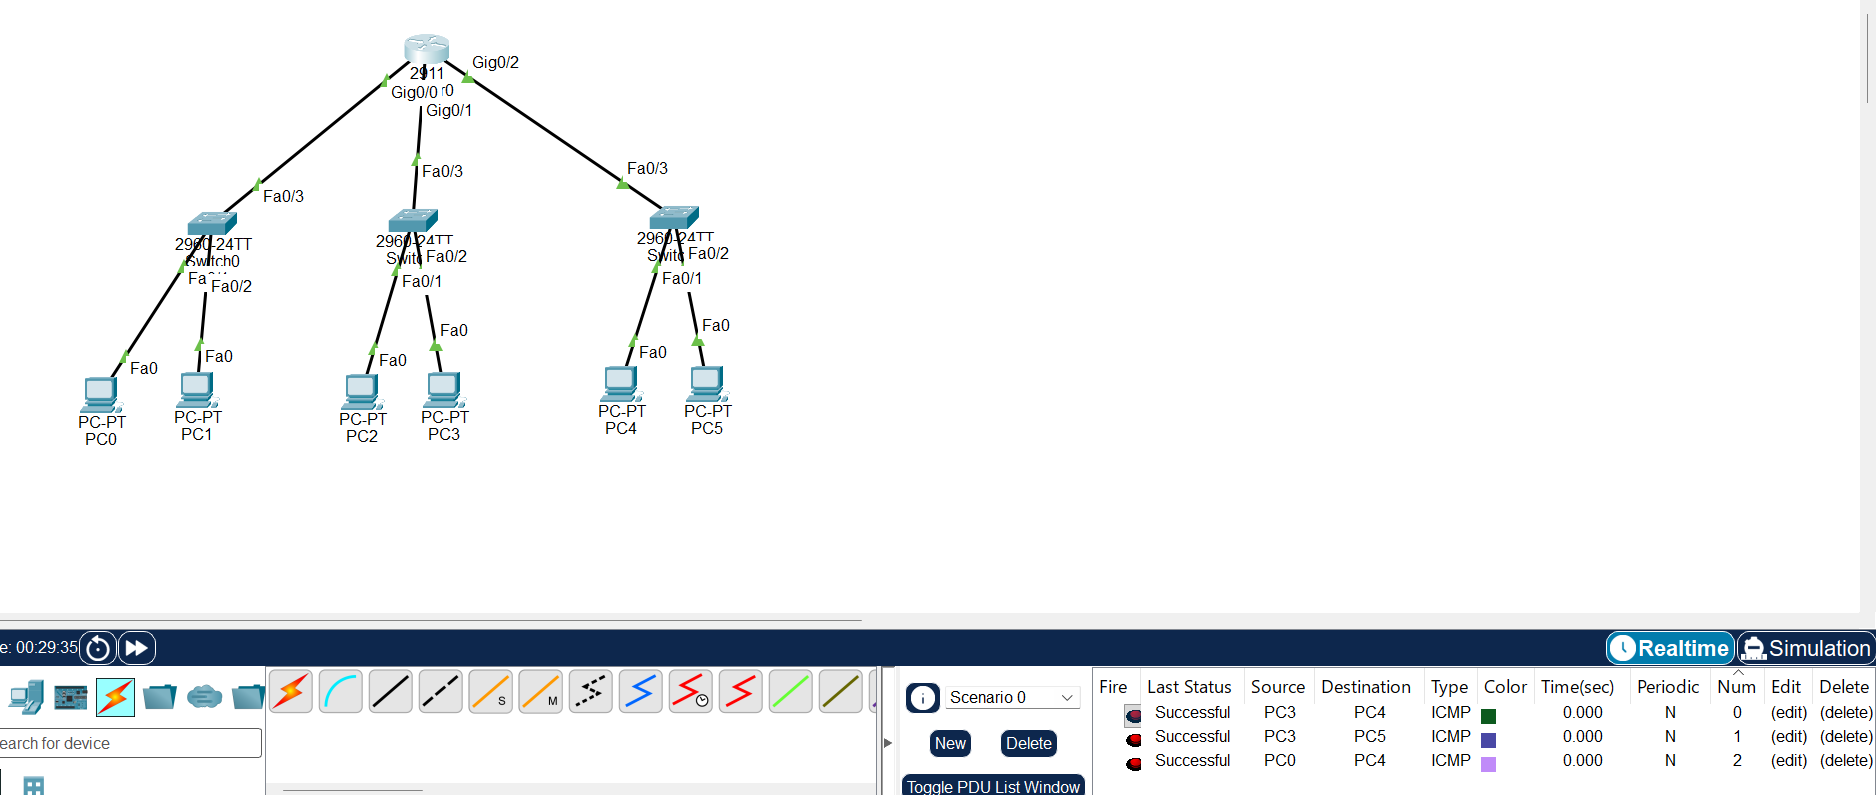 Gig0/2
2911
Gig0/0 r0
Gig0/1
Fa0/3
Fa0/3
Fa0/3
2960-24TT
Switch0
Fa
Fa0/2
2960-24TT
Switc
Fa0/2
Fa0/1
2960-24TT
Switc
Fa0/2
Fa0/1
Fa0
Fa0
Fa0
Fa0
Fa0
Fa0
PC-PT
PC0
PC-PT
PC1
PC-PT
PC2
PC-PT
PC3
PC-PT
PC4
PC-PT
PC5
e: 00:29:35
Realtime
Simulation
S
M
earch for device
Scenario 0
New
Delete
Toggle PDU List Window
Fire Last Status Source Destination Type Color Time(sec) Periodic Num Edit Delete
Successful PC3 PC4 ICMP 0.000 N 0 (edit) (delete)
Successful PC3 PC5 ICMP 0.000 N 1 (edit) (delete)
Successful PC0 PC4 ICMP 0.000 N 2 (edit) (delete)